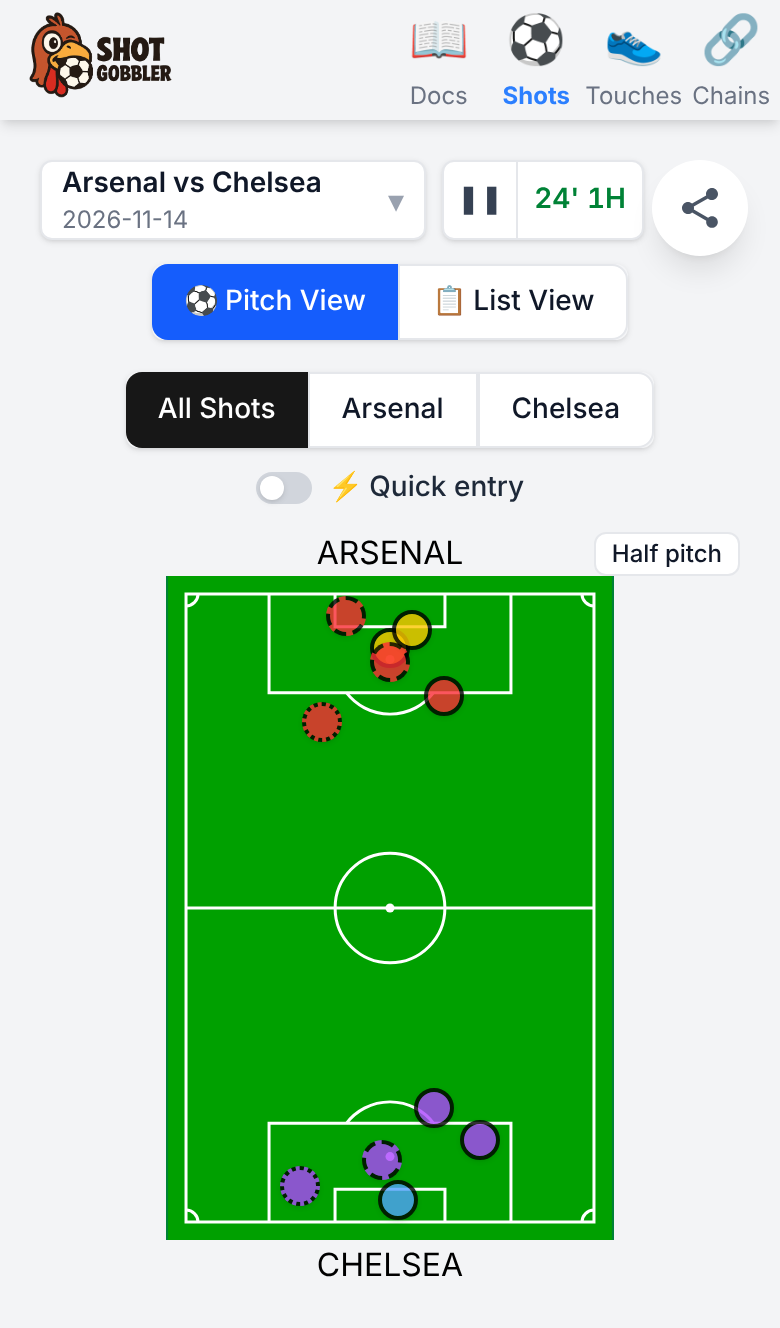 SHOT
GOBBLER
Docs
Shots
Touches
Chains
Arsenal vs Chelsea
2026-11-14
24' 1H
Pitch View
List View
All Shots
Arsenal
Chelsea
Quick entry
ARSENAL
Half pitch
CHELSEA